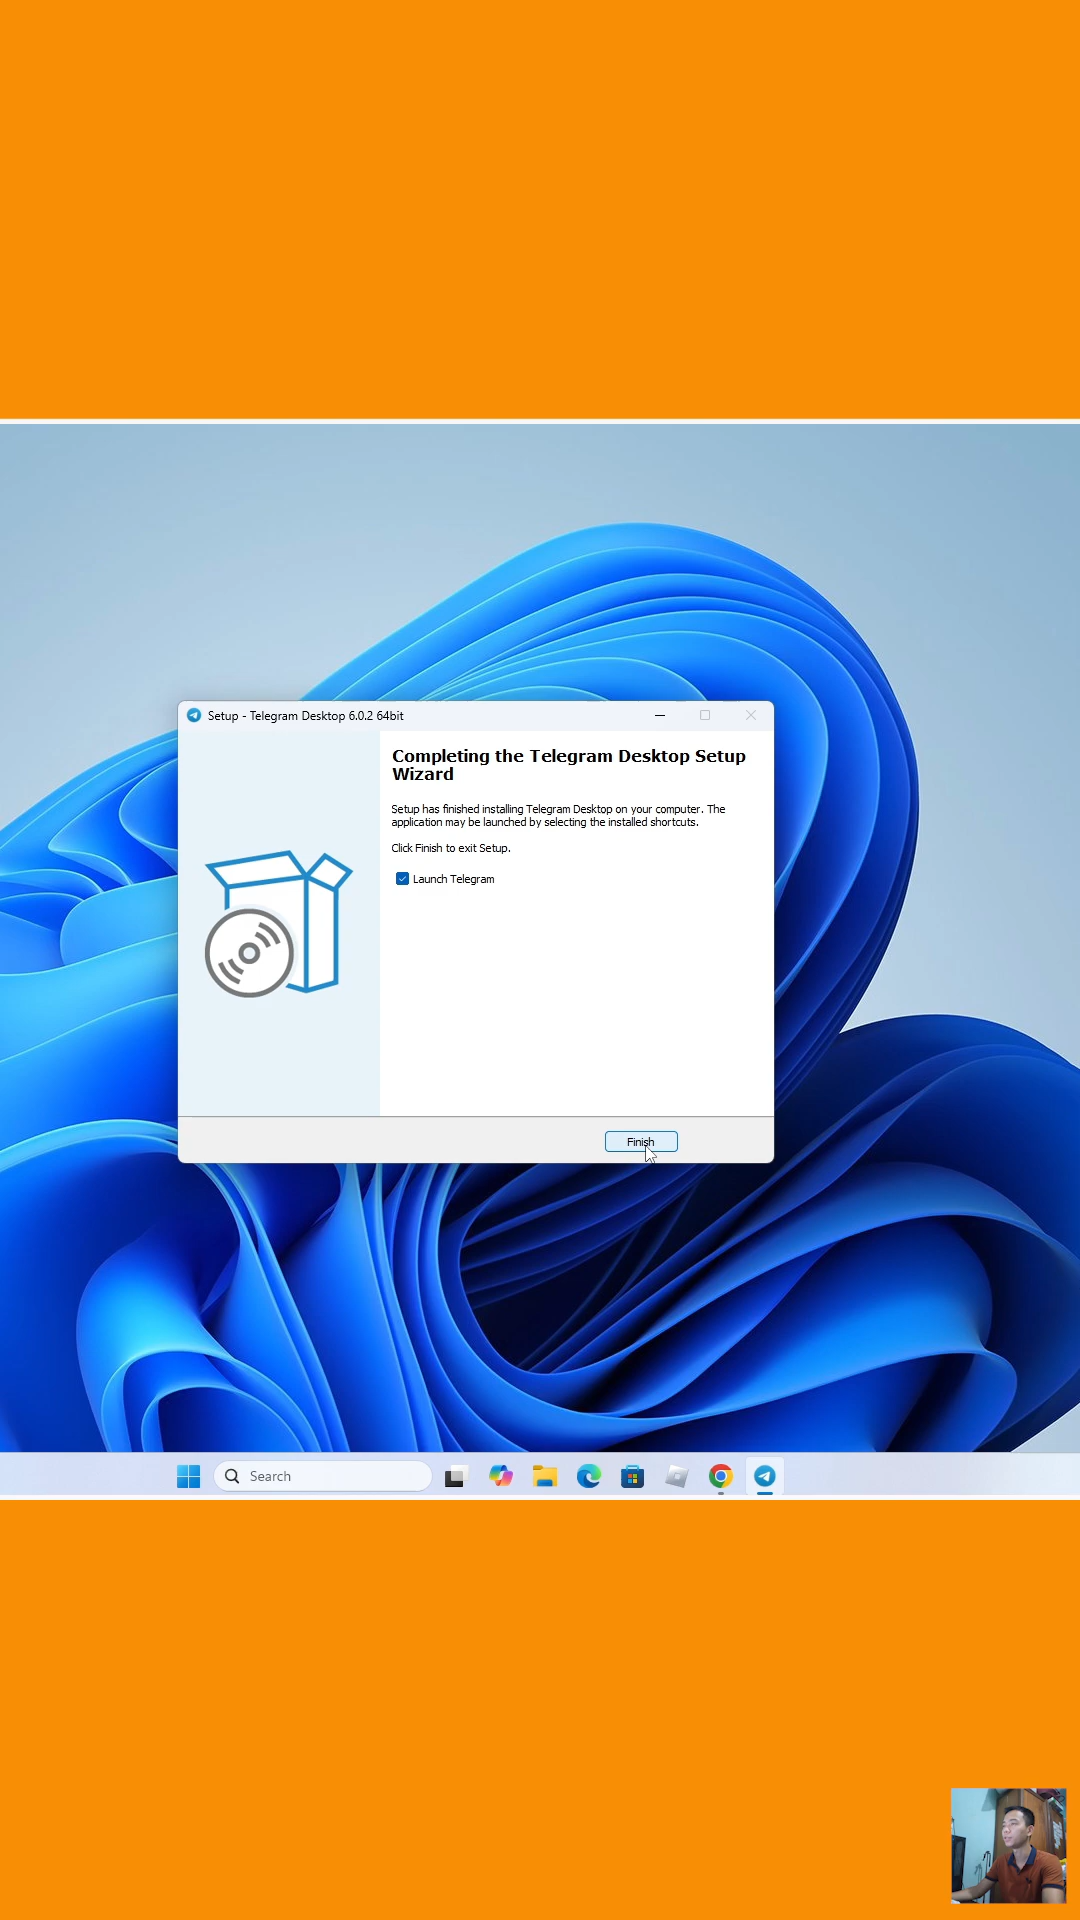 Setup - Telegram Desktop 6.0.2 64bit
Completing the Telegram Desktop Setup
Wizard
Setup has finished installing Telegram Desktop on your computer. The
application may be launched by selecting the installed shortcuts.
Click Finish to exit Setup.
Launch Telegram
Finish
Search